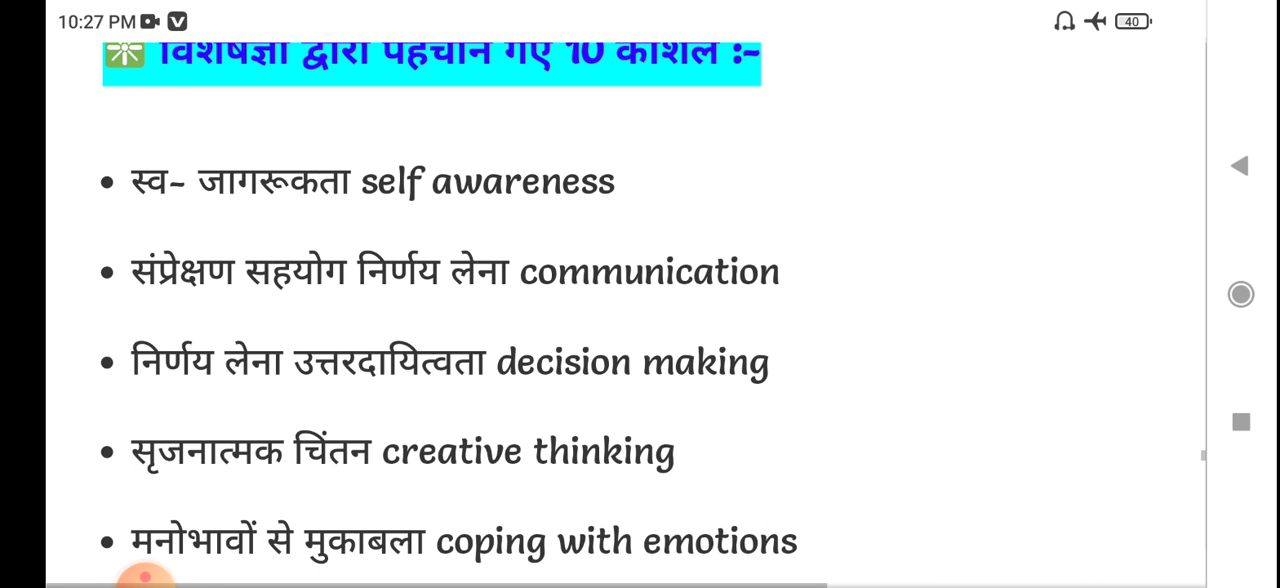 10:27 PM
40
विशेषज्ञों द्वारा पहचाने गए 10 कौशल :~
• स्व~ जागरूकता self awareness
• संप्रेक्षण सहयोग निर्णय लेना communication
• निर्णय लेना उत्तरदायित्वता decision making
• सृजनात्मक चिंतन creative thinking
• मनोभावों से मुकाबला coping with emotions